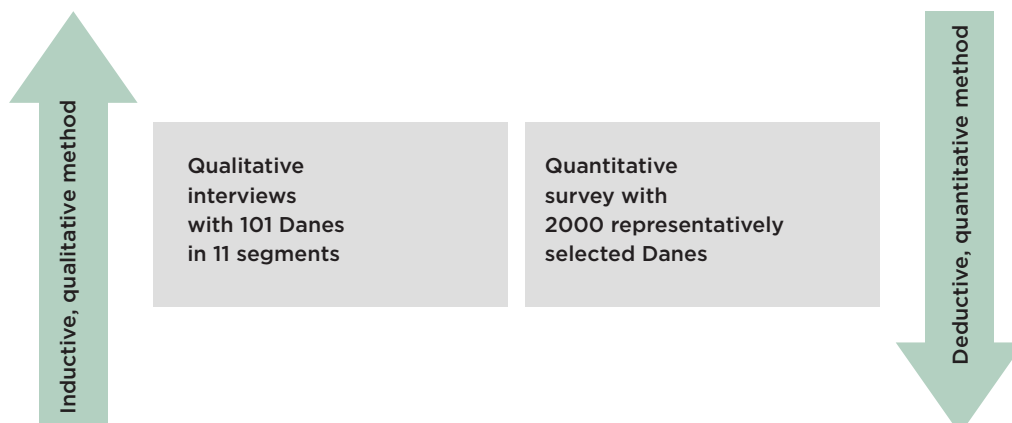 Inductive, qualitative method
Qualitative
interviews
with 101 Danes
in 11 segments
Quantitative
survey with
2000 representatively
selected Danes
Deductive, quantitative method